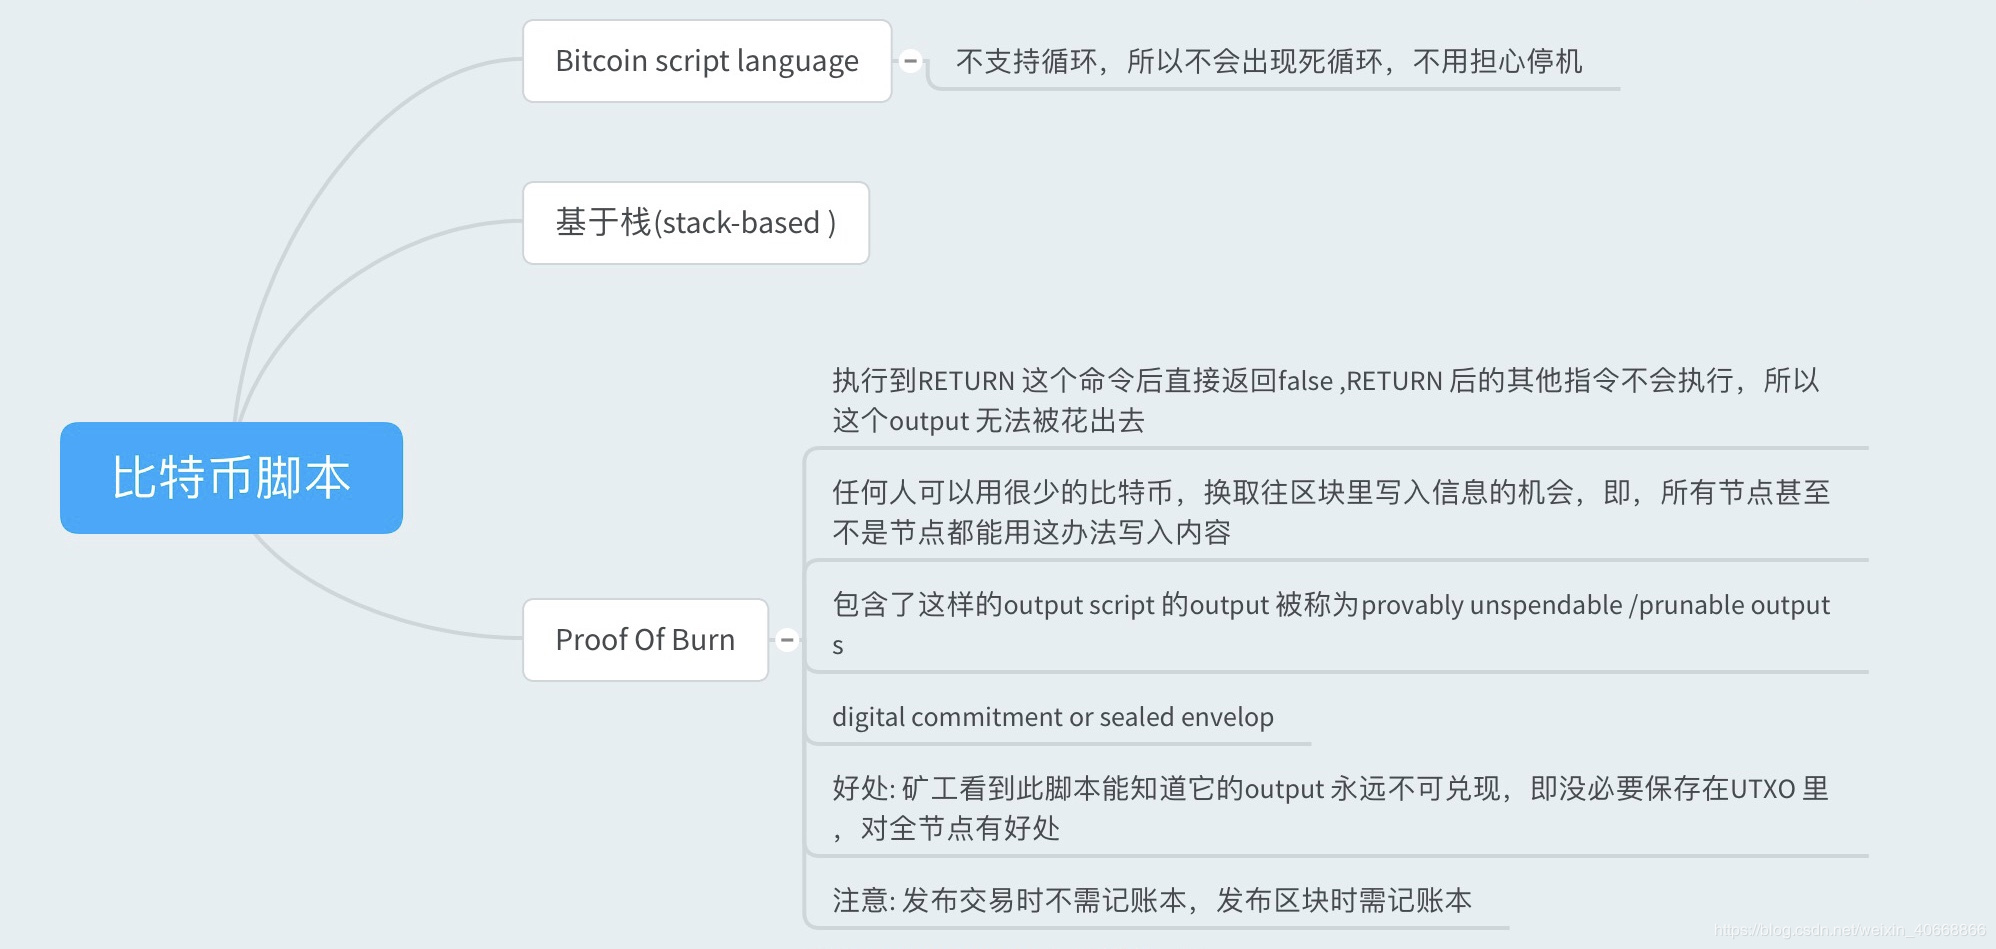 Bitcoin script language
不支持循环，所以不会出现死循环，不用担心停机
基于栈(stack-based )
比特币脚本
Proof Of Burn
执行到RETURN 这个命令后直接返回false ,RETURN 后的其他指令不会执行，所以
这个output 无法被花出去
任何人可以用很少的比特币，换取往区块里写入信息的机会，即，所有节点甚至
不是节点都能用这办法写入内容
包含了这样的output script 的output 被称为provably unspendable /prunable output
s
digital commitment or sealed envelop
好处: 矿工看到此脚本能知道它的output 永远不可兑现，即没必要保存在UTXO 里
，对全节点有好处
注意: 发布交易时不需记账本，发布区块时需记账本
https://blog.csdn.net/weixin_40668866